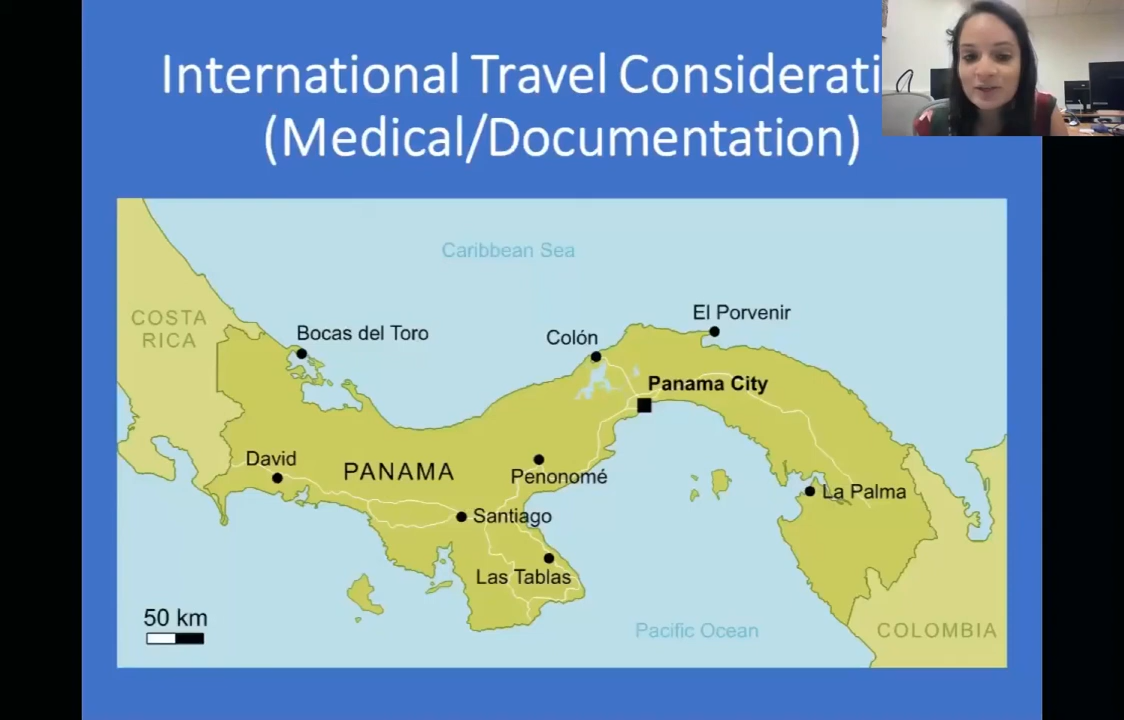 International Travel Considerati
(Medical/Documentation)
Caribbean Sea
COSTA
RICA
El Porvenir
Bocas del Toro
Colón
Panama City
David
PANAMA
Penonomé
La Palma
Santiago
Las Tablas
50 km
Pacific Ocean
COLOMBIA